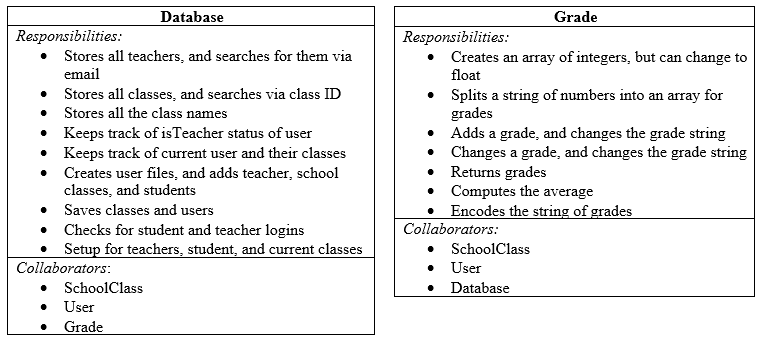 Database
Responsibilities:
• Stores all teachers, and searches for them via
email
• Stores all classes, and searches via class ID
• Stores all the class names
• Keeps track of isTeacher status of user
• Keeps track of current user and their classes
• Creates user files, and adds teacher, school
classes, and students
• Saves classes and users
• Checks for student and teacher logins
• Setup for teachers, student, and current classes
Collaborators:
• SchoolClass
• User
• Grade
Grade
Responsibilities:
• Creates an array of integers, but can change to
float
• Splits a string of numbers into an array for
grades
• Adds a grade, and changes the grade string
• Changes a grade, and changes the grade string
• Returns grades
• Computes the average
• Encodes the string of grades
Collaborators:
• SchoolClass
• User
• Database